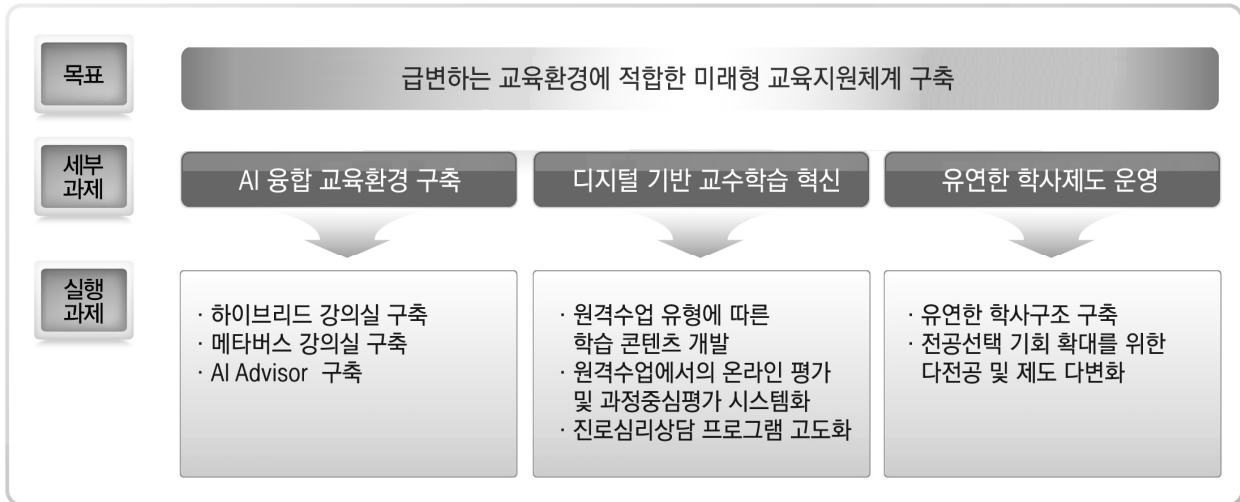 목표
급변하는 교육환경에 적합한 미래형 교육지원체계 구축
세부
과제
AI 융합 교육환경 구축
디지털 기반 교수학습 혁신
유연한 학사제도 운영
실행
과제
· 하이브리드 강의실 구축
· 메타버스 강의실 구축
· AI Advisor 구축
· 원격수업 유형에 따른
학습 콘텐츠 개발
· 원격수업에서의 온라인 평가
및 과정중심평가 시스템화
· 진로심리상담 프로그램 고도화
· 유연한 학사구조 구축
· 전공선택 기회 확대를 위한
다전공 및 제도 다변화